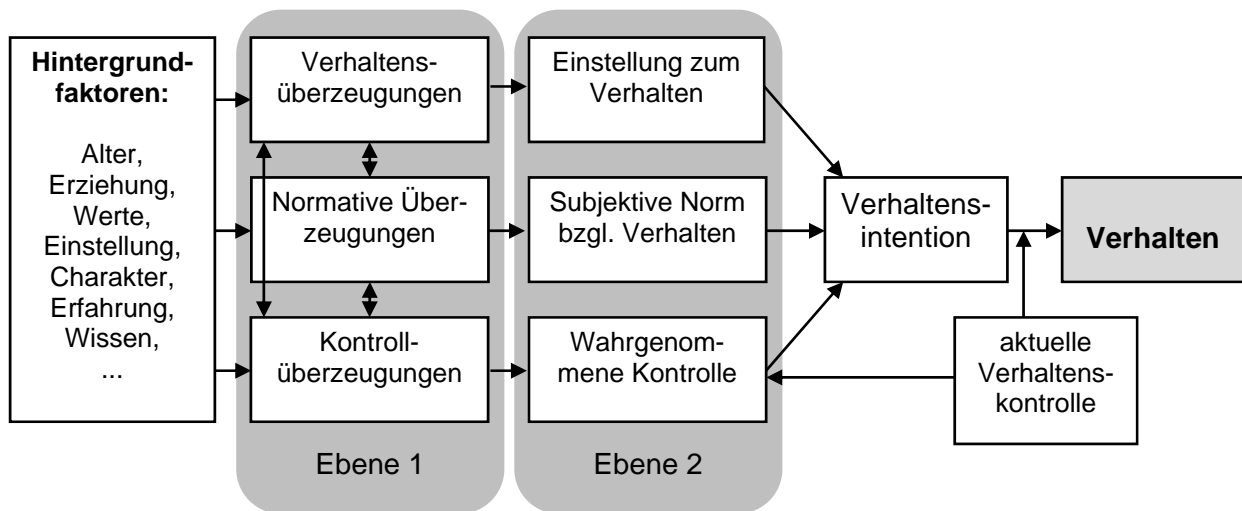 Hintergrund-
faktoren:
Alter,
Erziehung,
Werte,
Einstellung,
Charakter,
Erfahrung,
Wissen,
...
Verhaltens-
überzeugungen
Normative Über-
zeugungen
Kontroll-
überzeugungen
Ebene 1
Einstellung zum
Verhalten
Subjektive Norm
bzgl. Verhalten
Wahrgenom-
mene Kontrolle
Ebene 2
Verhaltens-
intention
Verhalten
aktuelle
Verhaltens-
kontrolle